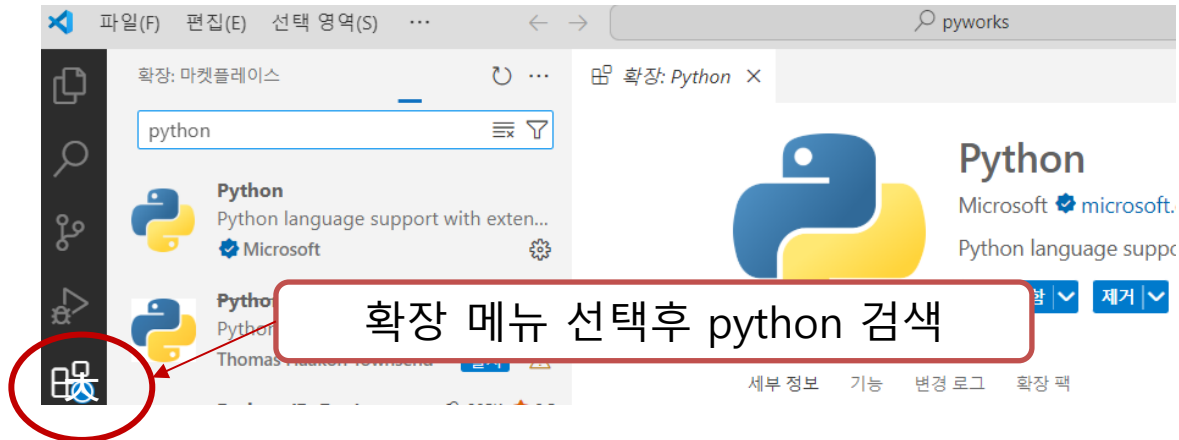 파일(F) 편집(E) 선택 영역(S) ··· ← → pyworks
확장: 마켓플레이스 ···
확장: Python ×
python
Python
Python language support with exten...
Microsoft
Python
Microsoft microsoft.
Python language suppo
제거
확장 메뉴 선택후 python 검색
세부 정보 기능 변경 로그 확장 팩